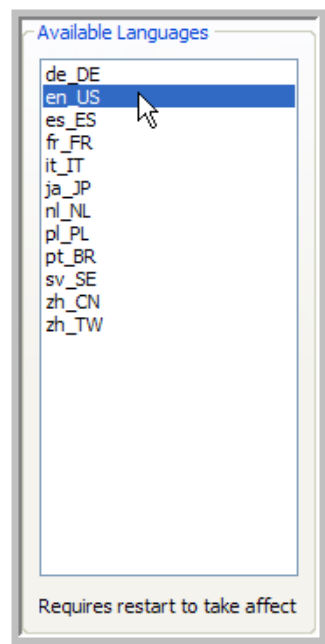 Available Languages
de_DE
en_US
es_ES
fr_FR
it_IT
ja_JP
nl_NL
pl_PL
pt_BR
sv_SE
zh_CN
zh_TW
Requires restart to take affect